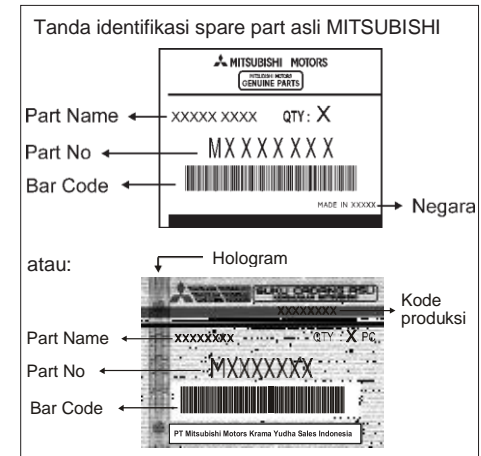 Tanda identifikasi spare part asli MITSUBISHI
MITSUBISHI MOTORS
MITSUBISHI MOTORS
GENUINE PARTS
Part Name XXXXX XXXX QTY: X
Part No MXXXXXXX
Bar Code
MADE IN XXXXX Negara
atau: Hologram
SUKU CADANG ASLI
XXXXXXXX Kode produksi
Part Name XXXXXXXX QTY: X PC
Part No MXXXXXXX
Bar Code
PT Mitsubishi Motors Krama Yudha Sales Indonesia